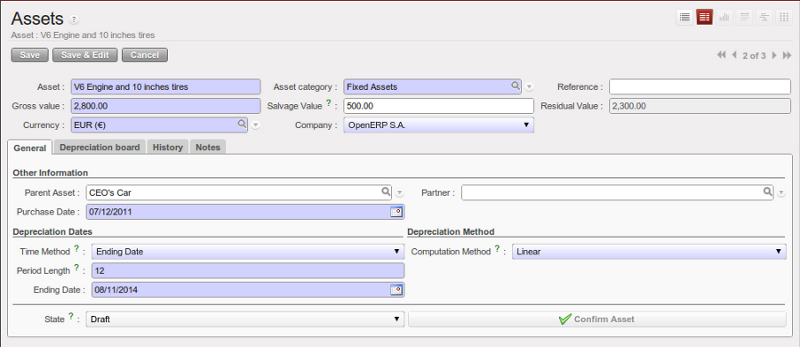 Assets ?
Asset : V6 Engine and 10 inches tires
Save Save & Edit Cancel 2 of 3
Asset : V6 Engine and 10 inches tires Asset category : Fixed Assets Reference :
Gross value : 2,800.00 Salvage Value ? : 500.00 Residual Value : 2,300.00
Currency : EUR (€) Company : OpenERP S.A.
General Depreciation board History Notes
Other Information
Parent Asset : CEO's Car Partner :
Purchase Date : 07/12/2011
Depreciation Dates Depreciation Method
Time Method ? : Ending Date Computation Method ? : Linear
Period Length ? : 12
Ending Date : 08/11/2014
State ? : Draft Confirm Asset